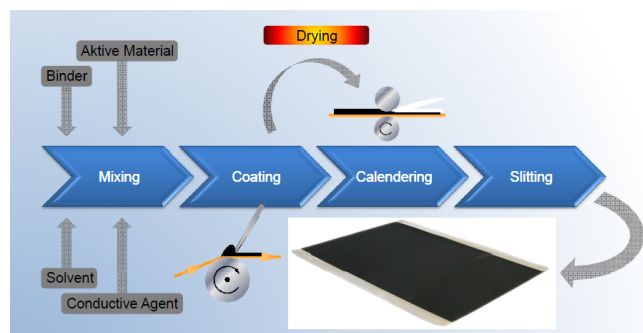 Drying
Aktive Material
Binder
Mixing
Coating
Calendering
Slitting
Solvent
Conductive Agent